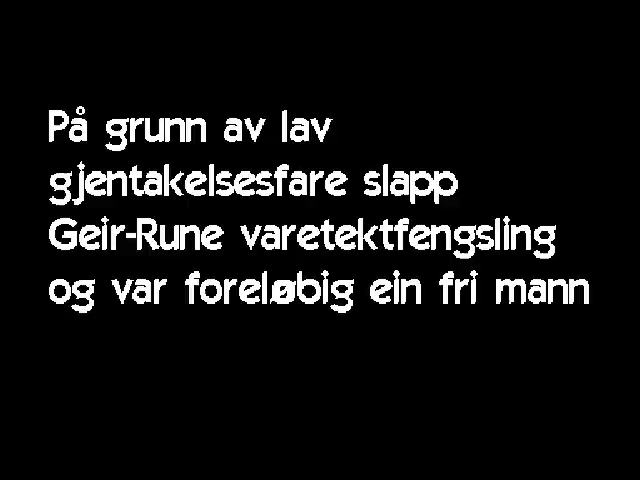 På grunn av lav
gjentakelsesfare slapp
Geir-Rune varetektfengsling
og var foreløbig ein fri mann